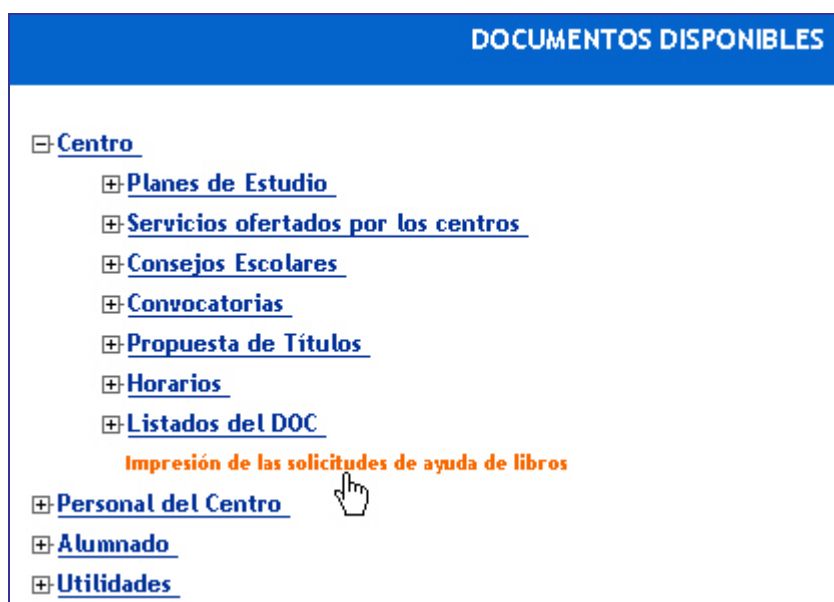 DOCUMENTOS DISPONIBLES
Centro
Planes de Estudio
Servicios ofertados por los centros
Consejos Escolares
Convocatorias
Propuesta de Títulos
Horarios
Listados del DOC
Impresión de las solicitudes de ayuda de libros
Personal del Centro
Alumnado
Utilidades